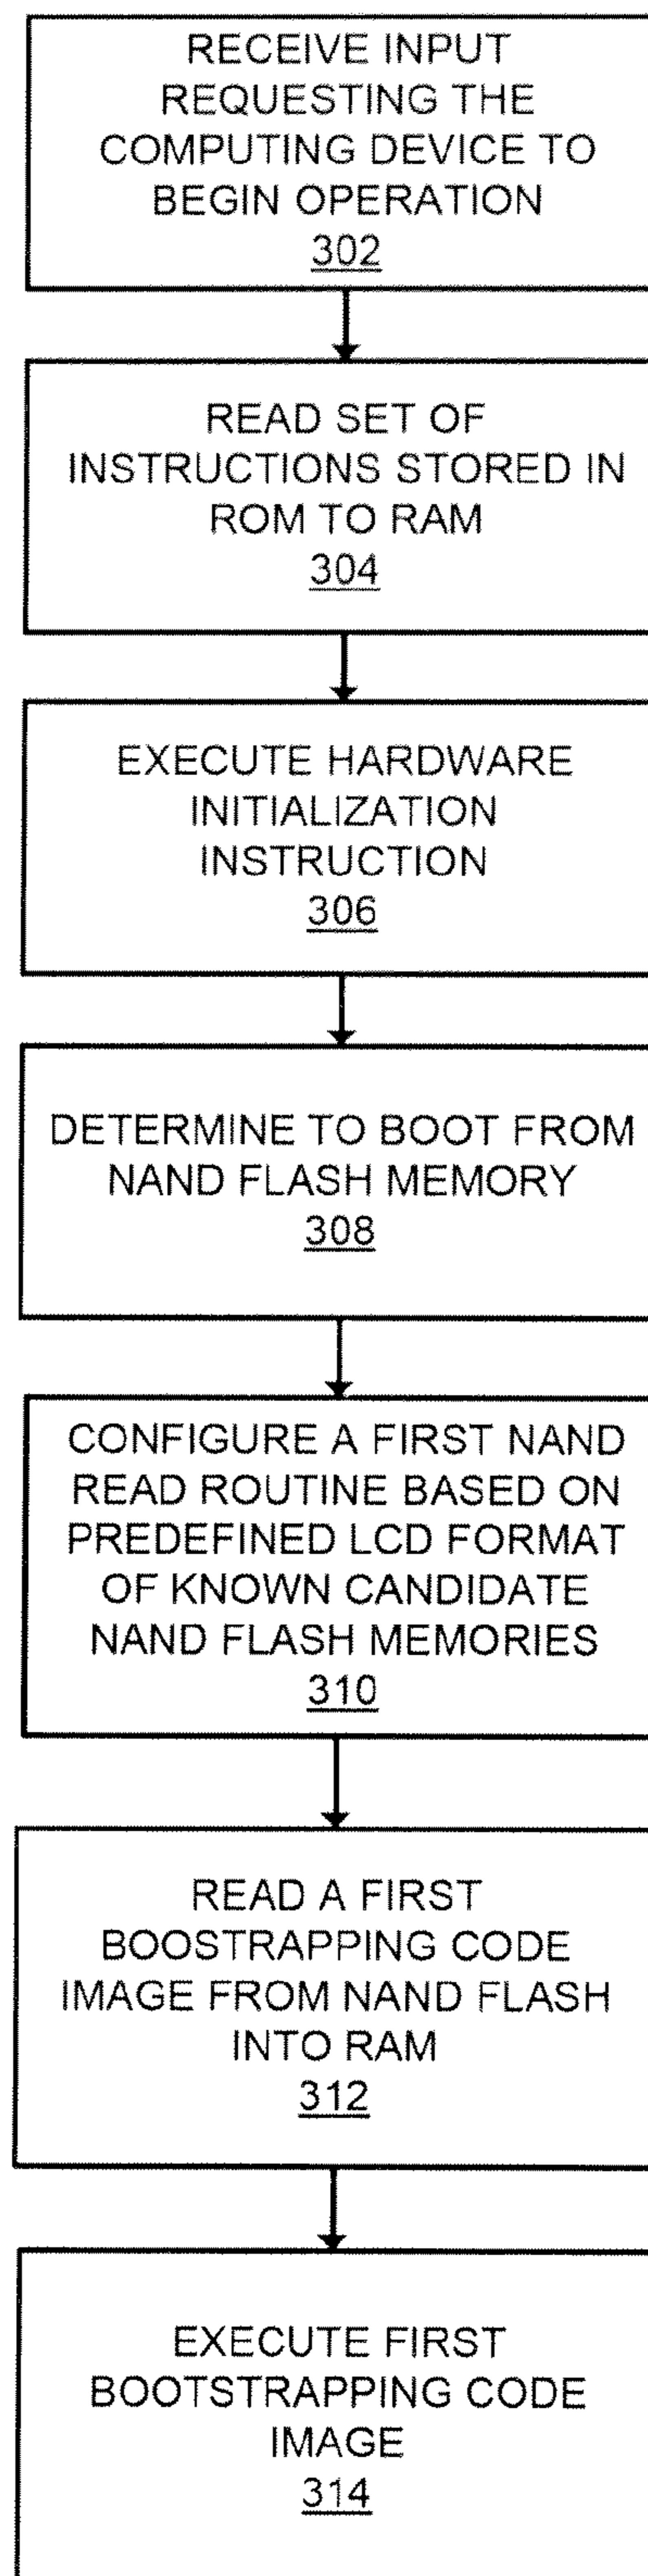 RECEIVE INPUT
REQUESTING THE
COMPUTING DEVICE TO
BEGIN OPERATION
302
READ SET OF
INSTRUCTIONS STORED IN
ROM TO RAM
304
EXECUTE HARDWARE
INITIALIZATION
INSTRUCTION
306
DETERMINE TO BOOT FROM
NAND FLASH MEMORY
308
CONFIGURE A FIRST NAND
READ ROUTINE BASED ON
PREDEFINED LCD FORMAT
OF KNOWN CANDIDATE
NAND FLASH MEMORIES
310
READ A FIRST
BOOSTRAPPING CODE
IMAGE FROM NAND FLASH
INTO RAM
312
EXECUTE FIRST
BOOTSTRAPPING CODE
IMAGE
314